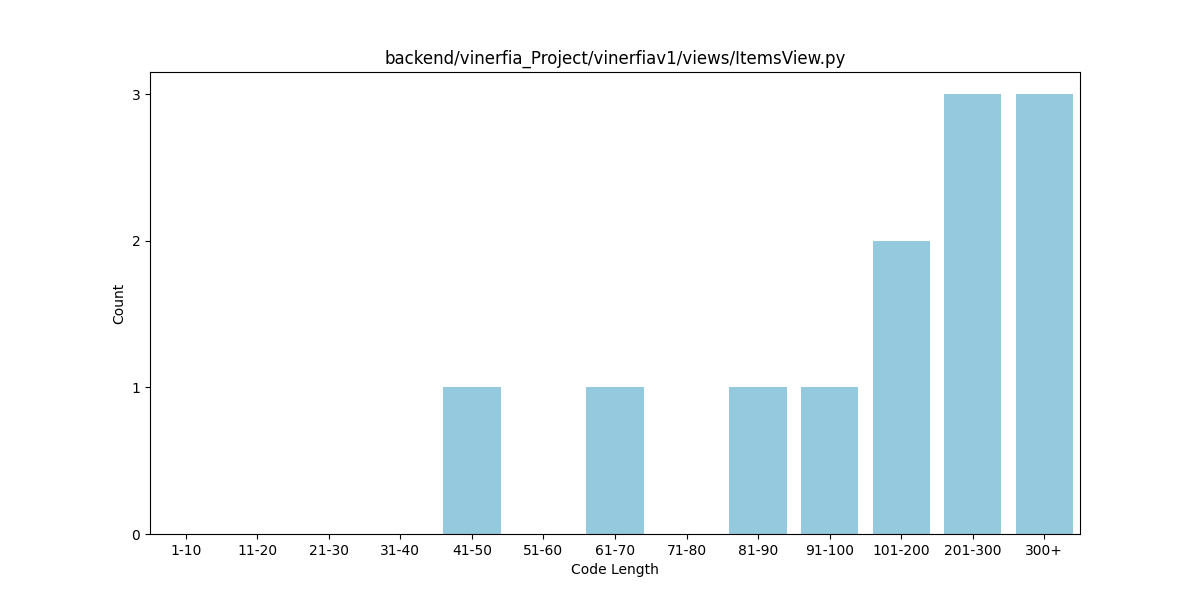 backend/vinerfia_Project/vinerfiav1/views/ItemsView.py
3
2
1
0
Count
1-10 11-20 21-30 31-40 41-50 51-60 61-70 71-80 81-90 91-100 101-200 201-300 300+
Code Length